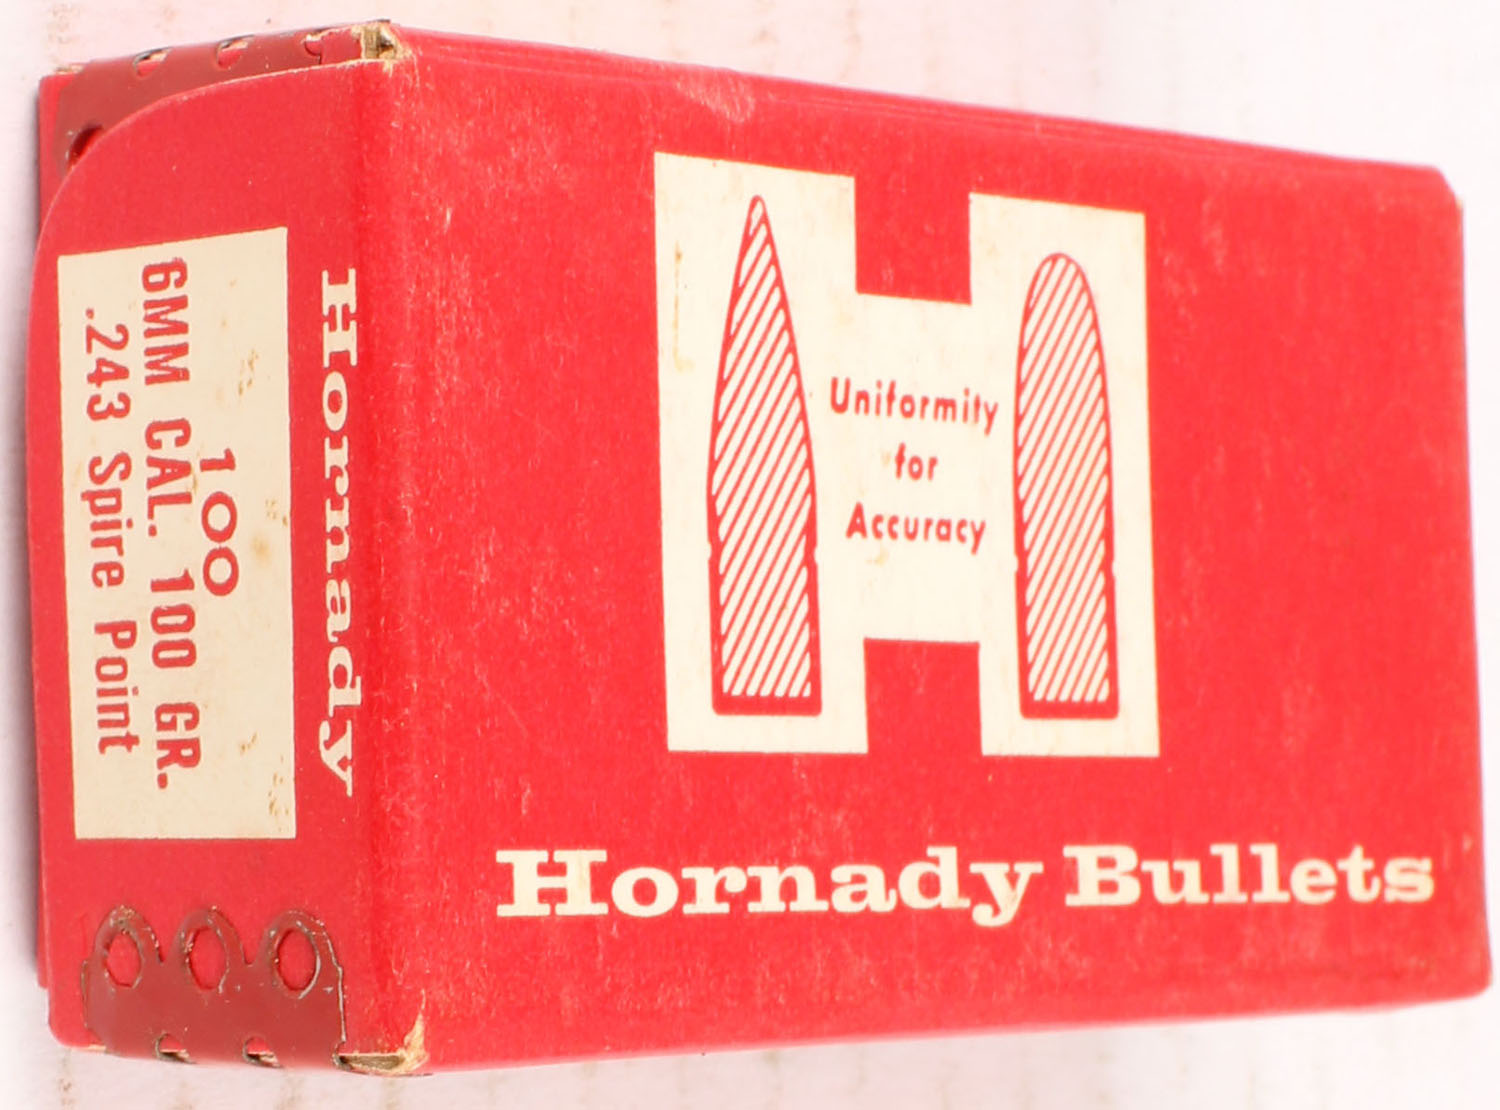 Hornady
100
6MM CAL. 100 GR.
.243 Spire Point
Uniformity
for
Accuracy
Hornady Bullets